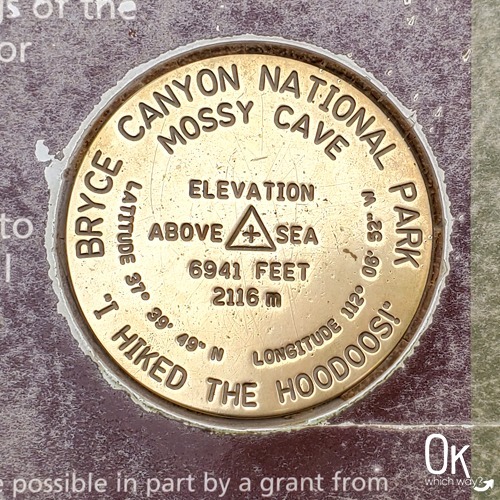 gs of the
or
to
BRYCE CANYON NATIONAL PARK
MOSSY CAVE
ELEVATION
ABOVE SEA
6941 FEET
2116 m
LATITUDE 37° 39' 49" N
LONGITUDE 112° 06' 52" W
"I HIKED THE HOODOOS!"
e possible in part by a grant from
OK
which way